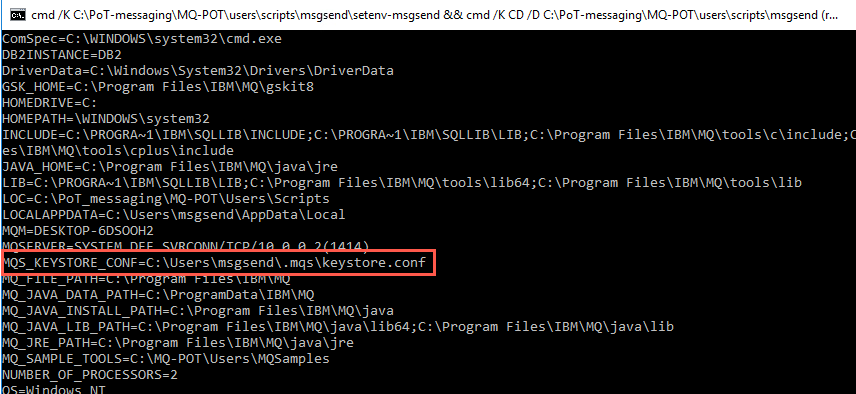 cmd /K C:\PoT-messaging\MQ-POT\users\scripts\msgsend\setenv-msgsend && cmd /K CD /D C:\PoT-messaging\MQ-POT\users\scripts\msgsend (r...
ComSpec=C:\WINDOWS\system32\cmd.exe
DB2INSTANCE=DB2
DriverData=C:\Windows\System32\Drivers\DriverData
GSK_HOME=C:\Program Files\IBM\MQ\gskit8
HOMEDRIVE=C:
HOMEPATH=\WINDOWS\system32
INCLUDE=C:\PROGRA~1\IBM\SQLLIB\INCLUDE;C:\PROGRA~1\IBM\SQLLIB\LIB;C:\Program Files\IBM\MQ\tools\c\include;C
es\IBM\MQ\tools\cplus\include
JAVA_HOME=C:\Program Files\IBM\MQ\java\jre
LIB=C:\PROGRA~1\IBM\SQLLIB\LIB;C:\Program Files\IBM\MQ\tools\lib64;C:\Program Files\IBM\MQ\tools\lib
LOC=C:\PoT_messaging\MQ-POT\Users\Scripts
LOCALAPPDATA=C:\Users\msgsend\AppData\Local
MQM=DESKTOP-6DSOOH2
MQSERVER=SYSTEM.DEF.SVRCONN/TCP/10.0.0.2(1414)
MQS_KEYSTORE_CONF=C:\Users\msgsend\.mqs\keystore.conf
MQ_FILE_PATH=C:\Program Files\IBM\MQ
MQ_JAVA_DATA_PATH=C:\ProgramData\IBM\MQ
MQ_JAVA_INSTALL_PATH=C:\Program Files\IBM\MQ\java
MQ_JAVA_LIB_PATH=C:\Program Files\IBM\MQ\java\lib64;C:\Program Files\IBM\MQ\java\lib
MQ_JRE_PATH=C:\Program Files\IBM\MQ\java\jre
MQ_SAMPLE_TOOLS=C:\MQ-POT\Users\MQSamples
NUMBER_OF_PROCESSORS=2
OS=Windows_NT